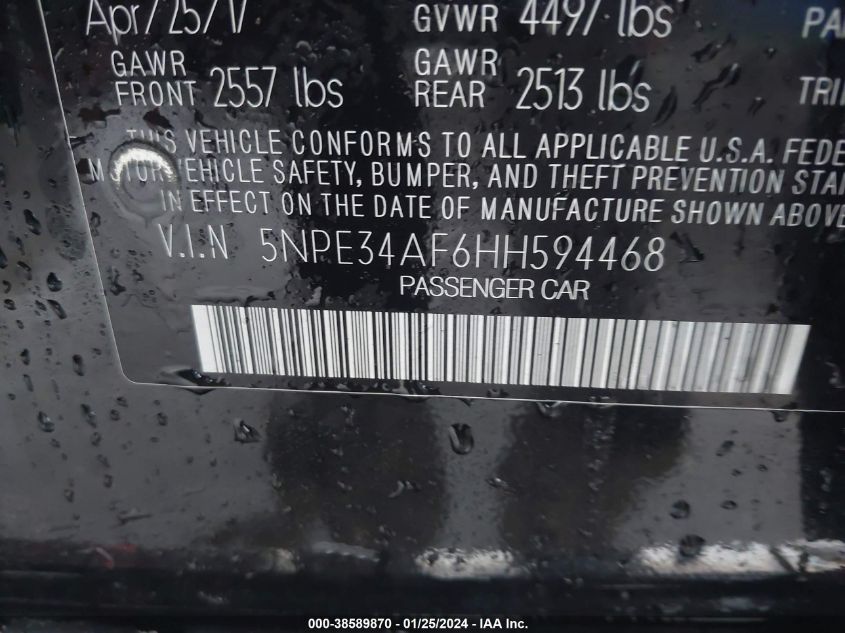 Apr/25/17 GVWR 4497 lbs PA
GAWR FRONT 2557 lbs GAWR REAR 2513 lbs TRI
THIS VEHICLE CONFORMS TO ALL APPLICABLE U.S.A. FEDE
MOTOR VEHICLE SAFETY, BUMPER, AND THEFT PREVENTION STA
IN EFFECT ON THE DATE OF MANUFACTURE SHOWN ABOVE
V.I.N 5NPE34AF6HH594468
PASSENGER CAR
000-38589870 / 01/25/2024 - IAA Inc.